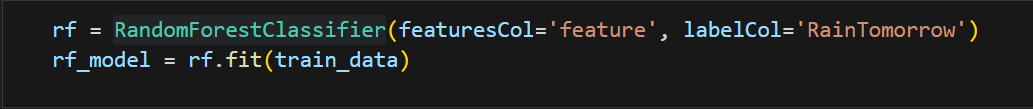 rf = RandomForestClassifier(featuresCol='feature', labelCol='RainTomorrow')
rf_model = rf.fit(train_data)